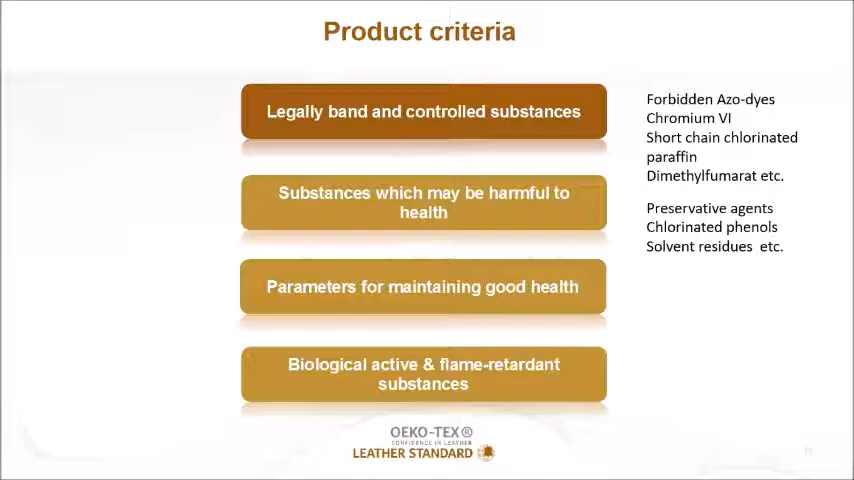 Product criteria
Legally band and controlled substances
Forbidden Azo-dyes
Chromium VI
Short chain chlorinated
paraffin
Dimethylfumarat etc.
Substances which may be harmful to
health
Preservative agents
Chlorinated phenols
Solvent residues etc.
Parameters for maintaining good health
Biological active & flame-retardant
substances
OEKO-TEX®
CONFIDENCE IN LEATHER
LEATHER STANDARD